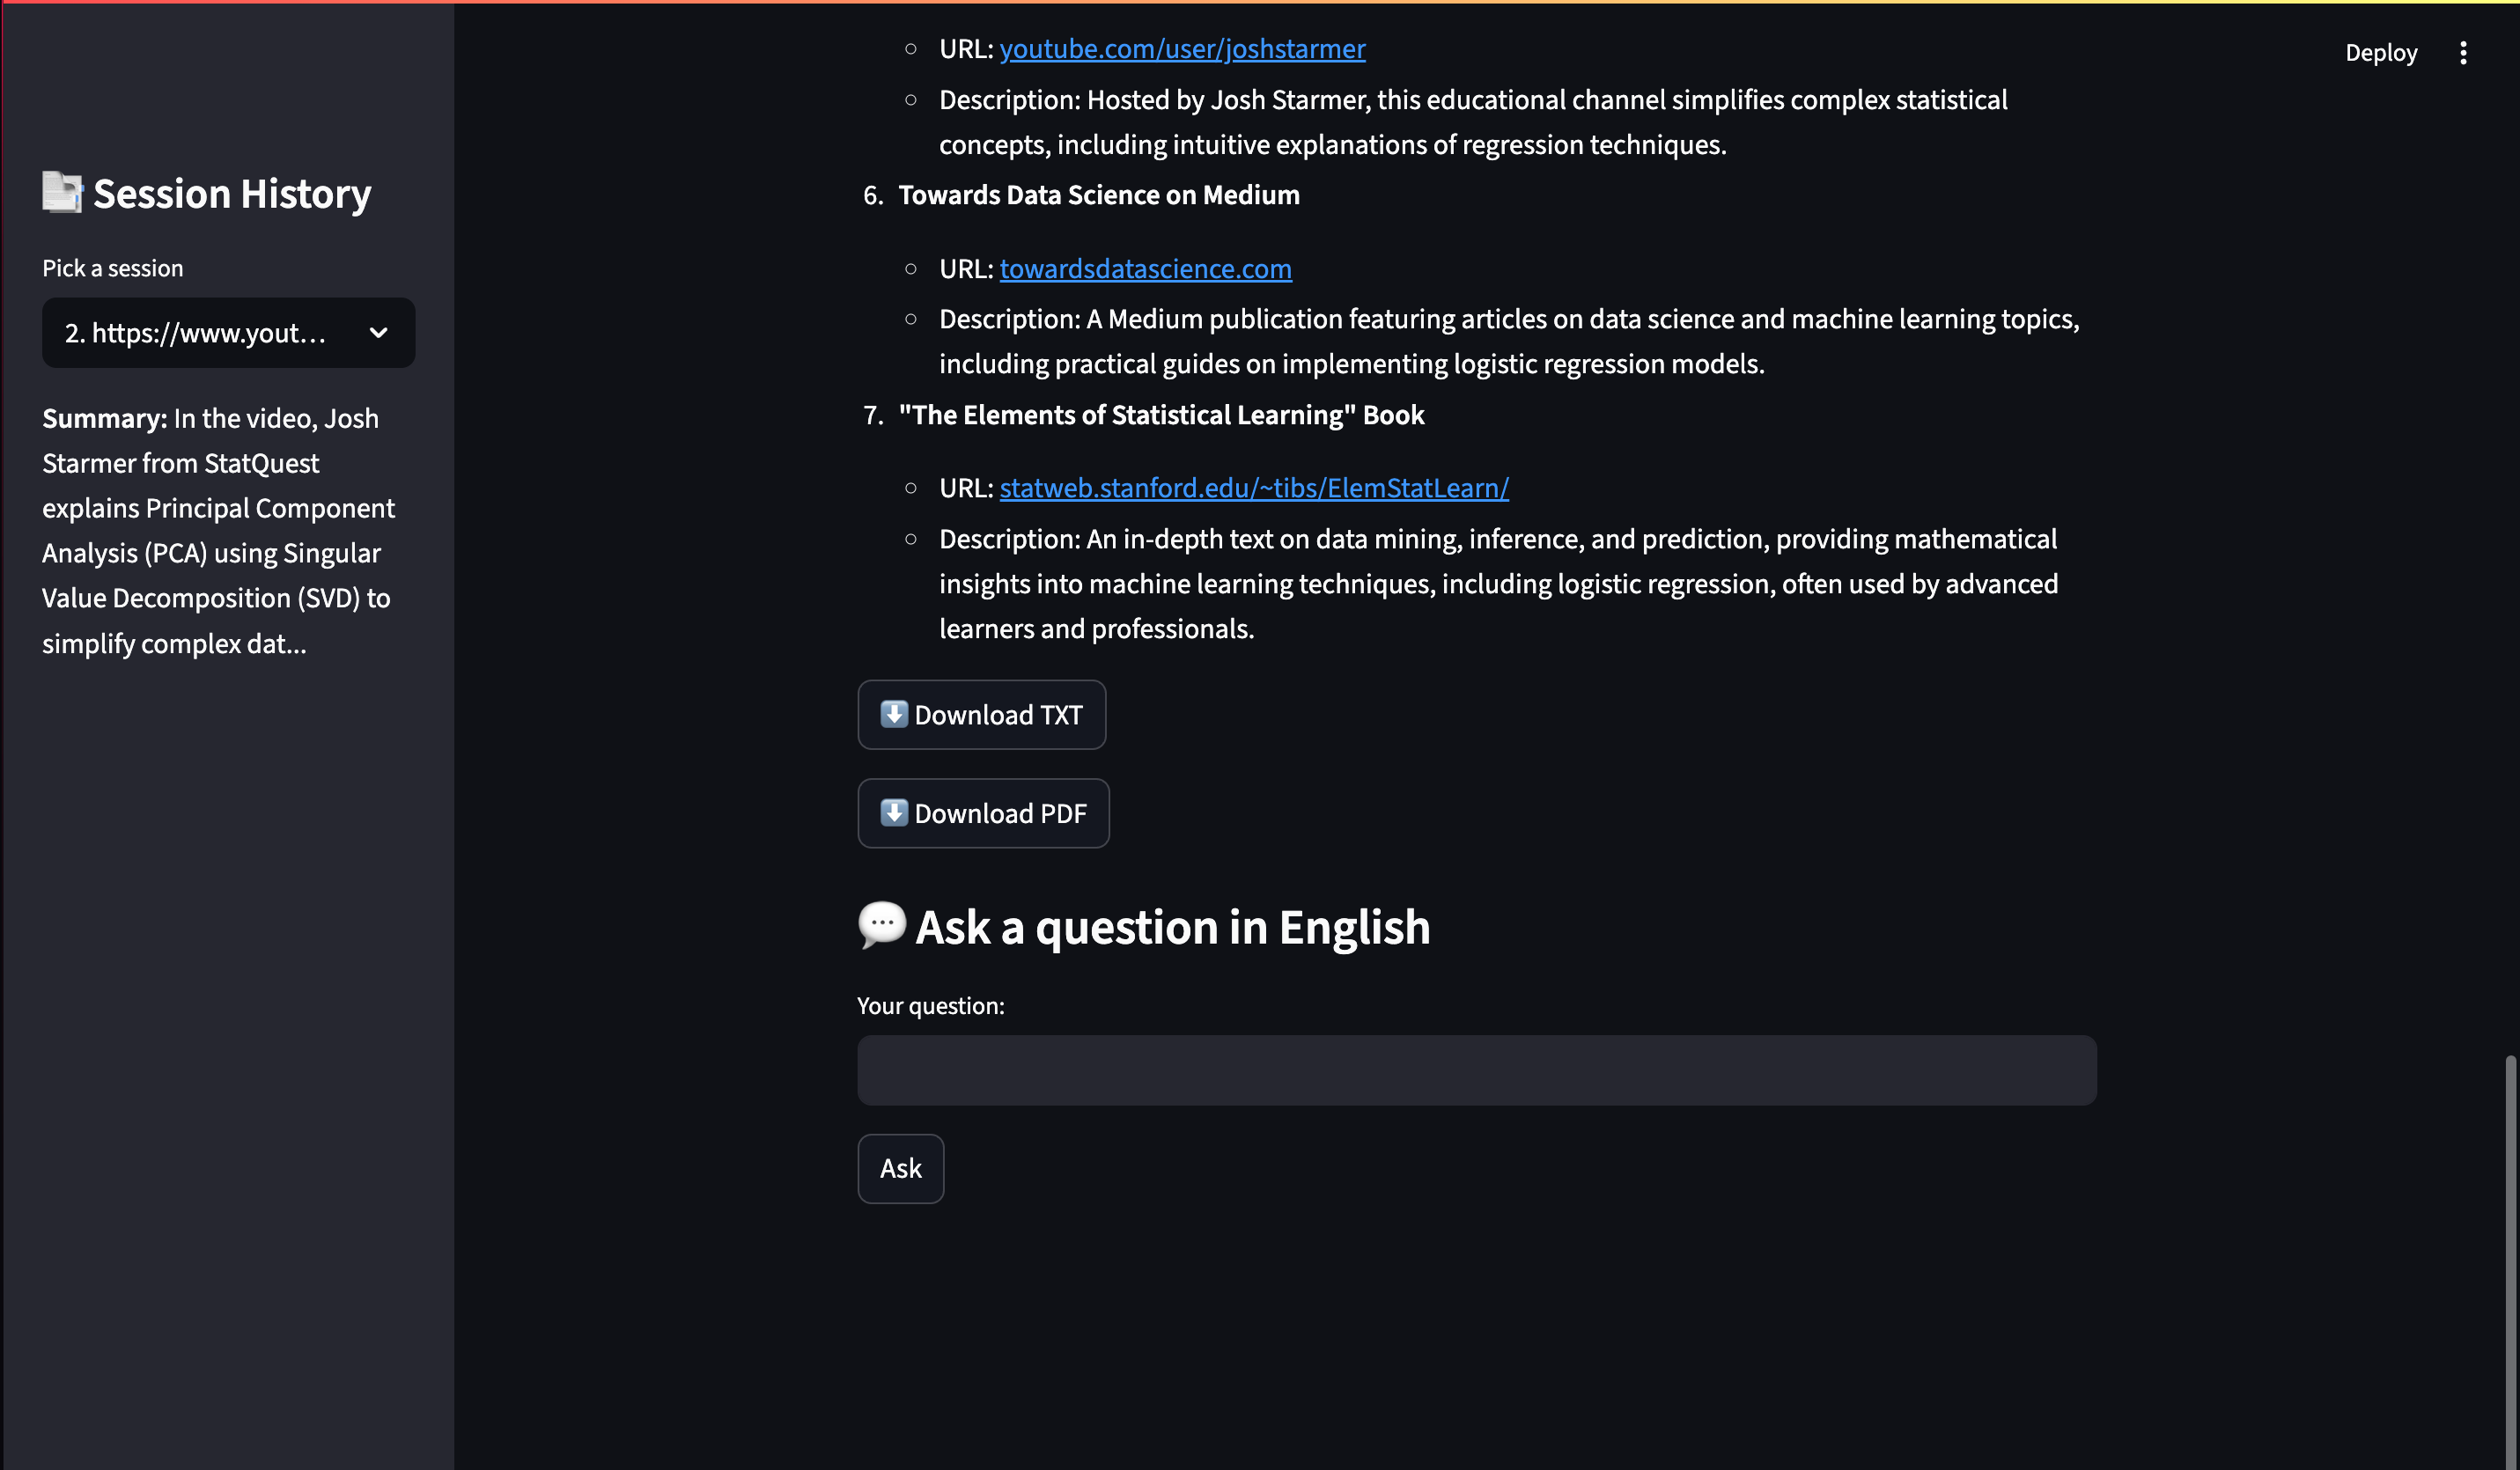 Deploy
Session History
Pick a session
2. https://www.yout...
Summary: In the video, Josh
Starmer from StatQuest
explains Principal Component
Analysis (PCA) using Singular
Value Decomposition (SVD) to
simplify complex dat...
URL: youtube.com/user/joshstarmer
Description: Hosted by Josh Starmer, this educational channel simplifies complex statistical
concepts, including intuitive explanations of regression techniques.
6. Towards Data Science on Medium
URL: towardsdatascience.com
Description: A Medium publication featuring articles on data science and machine learning topics,
including practical guides on implementing logistic regression models.
7. "The Elements of Statistical Learning" Book
URL: statweb.stanford.edu/~tibs/ElemStatLearn/
Description: An in-depth text on data mining, inference, and prediction, providing mathematical
insights into machine learning techniques, including logistic regression, often used by advanced
learners and professionals.
Download TXT
Download PDF
Ask a question in English
Your question:
Ask